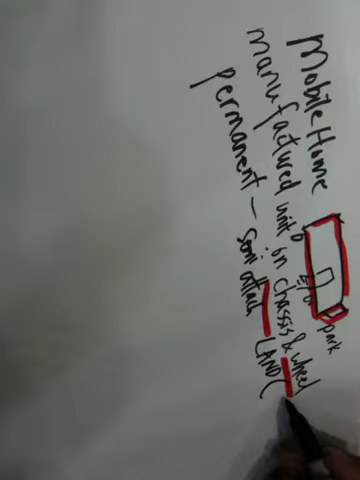 Mobile Home
manufactured unit on chassis & wheel
permanent - Semi attach LAND
park